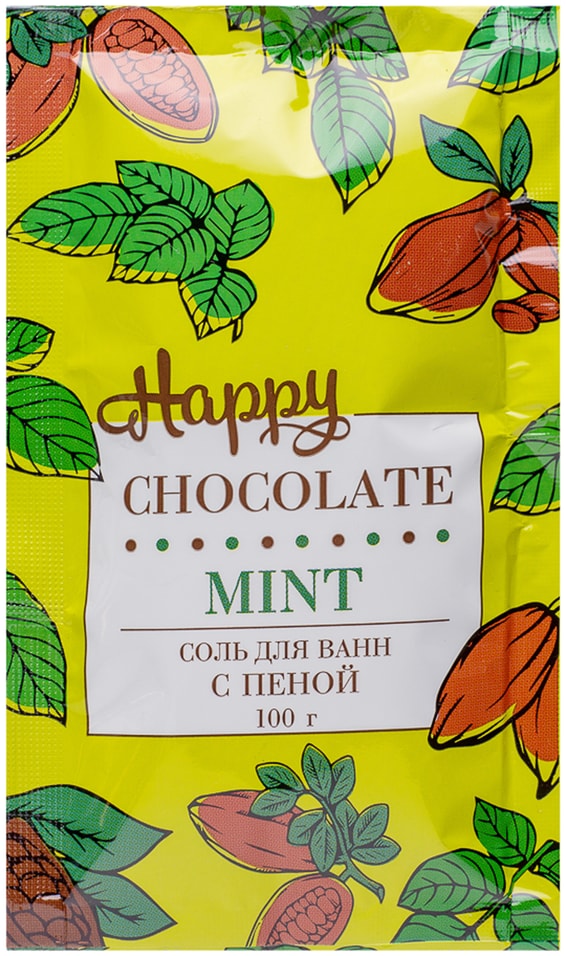 Happy
CHOCOLATE
MINT
СОЛЬ ДЛЯ ВАНН
С ПЕНОЙ
100 г